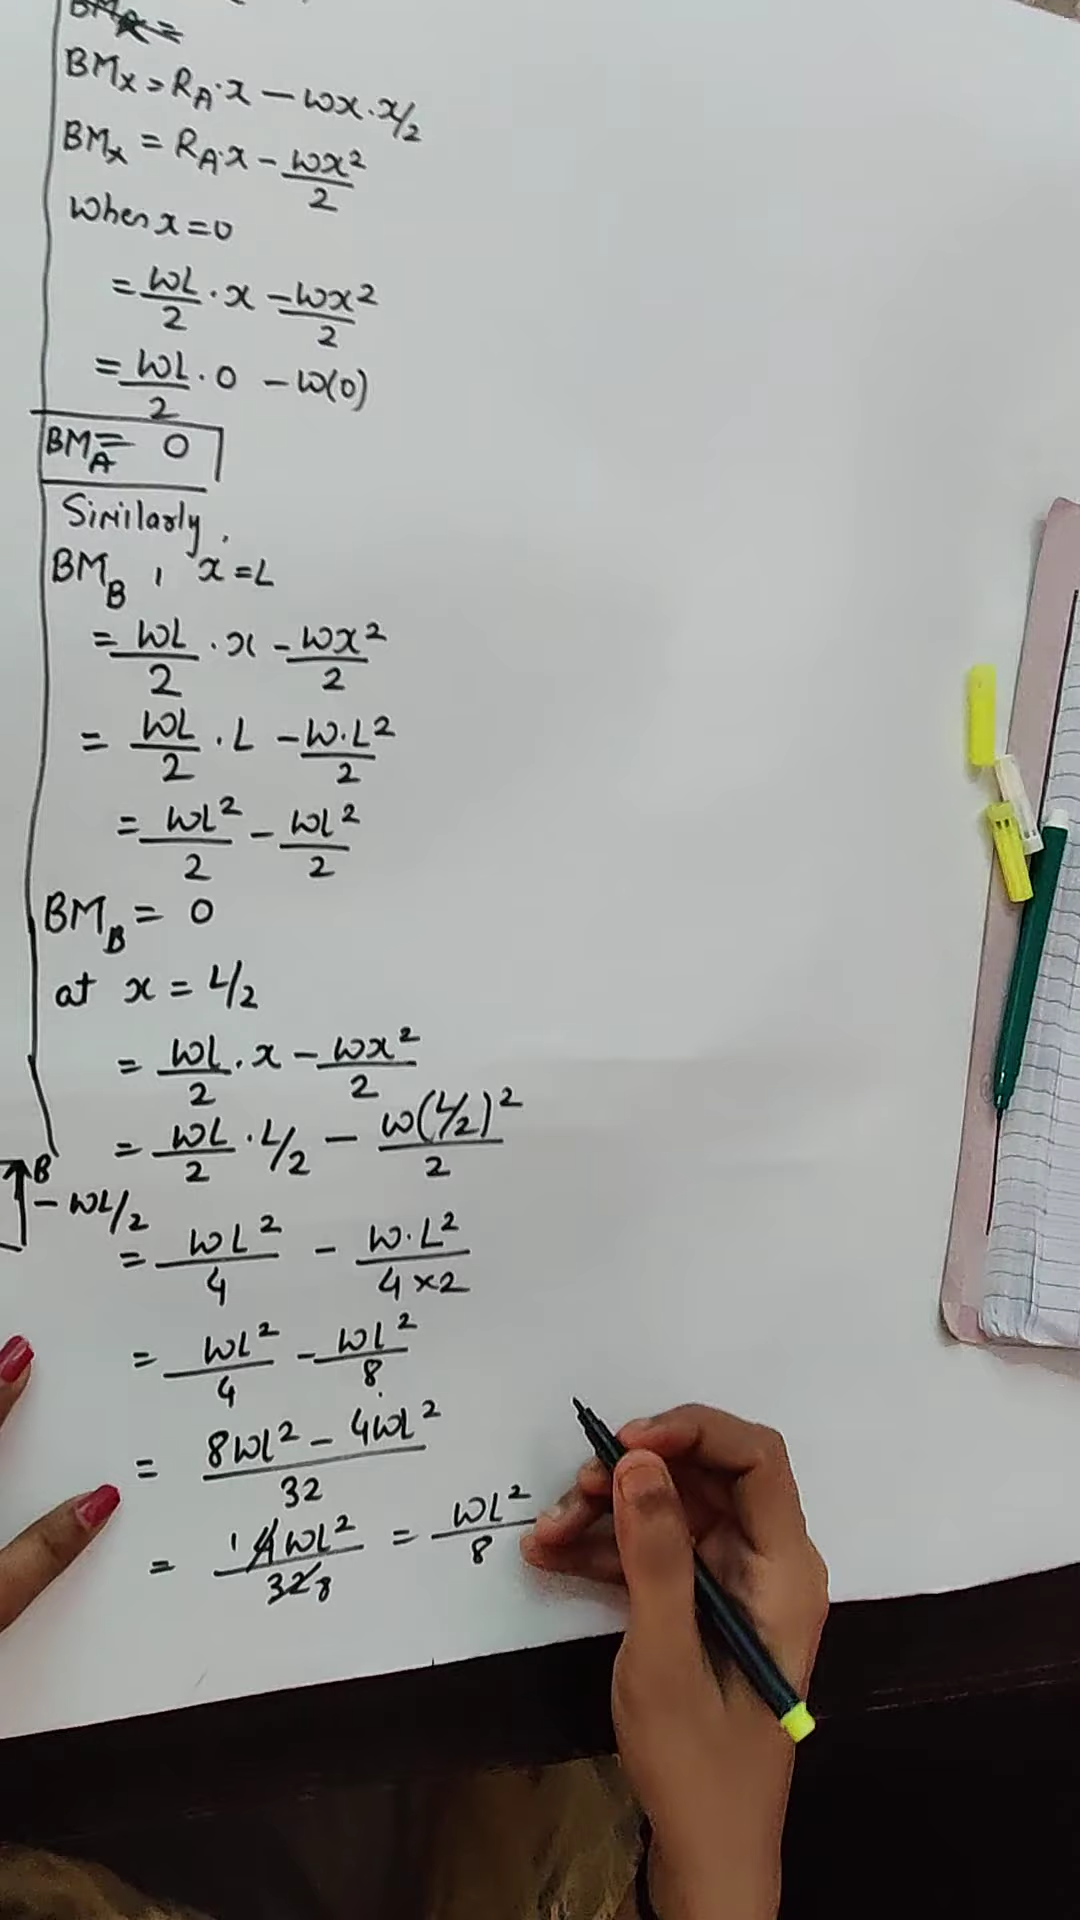 BMx =
BMx = RA·x − wx·x/2
BMx = RA·x − wx²/2
when x=0
= wL/2 · x − wx²/2
= wL/2 · 0 − w(0)
BMA = 0
Similarly,
BMB , x=L
= wL/2 · x − wx²/2
= wL/2 · L − w·L²/2
= wL²/2 − wL²/2
BMB = 0
at x = L/2
= wL/2 · x − wx²/2
= wL/2 · L/2 − w(L/2)²/2
B
− wL/2
= wL²/4 − w·L²/4×2
= wL²/4 − wL²/8
= 8wL² − 4wL²/32
= 1 4wL²/32 8 = wL²/8